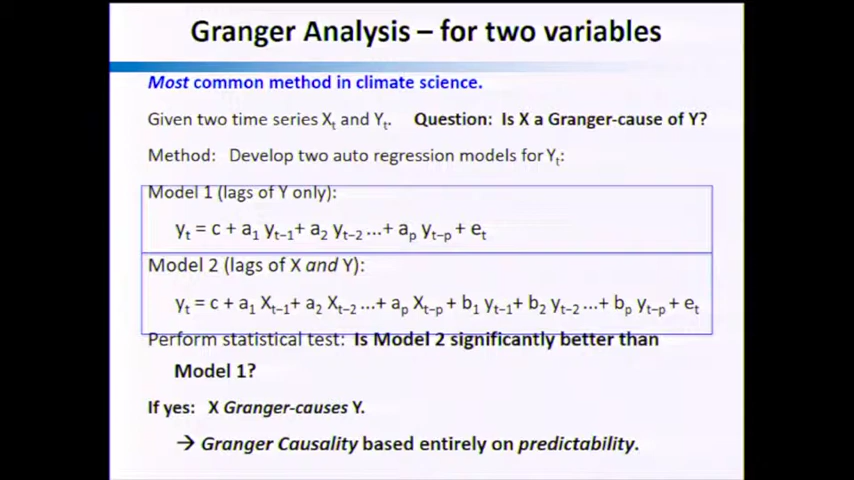 Granger Analysis – for two variables
Most common method in climate science.
Given two time series Xt and Yt. Question: Is X a Granger-cause of Y?
Method: Develop two auto regression models for Yt:
Model 1 (lags of Y only):
yt = c + a1 yt–1+ a2 yt–2 ...+ ap yt–p + et
Model 2 (lags of X and Y):
yt = c + a1 Xt–1+ a2 Xt–2 ...+ ap Xt–p + b1 yt–1+ b2 yt–2 ...+ bp yt–p + et
Perform statistical test: Is Model 2 significantly better than
Model 1?
If yes: X Granger-causes Y.
→ Granger Causality based entirely on predictability.